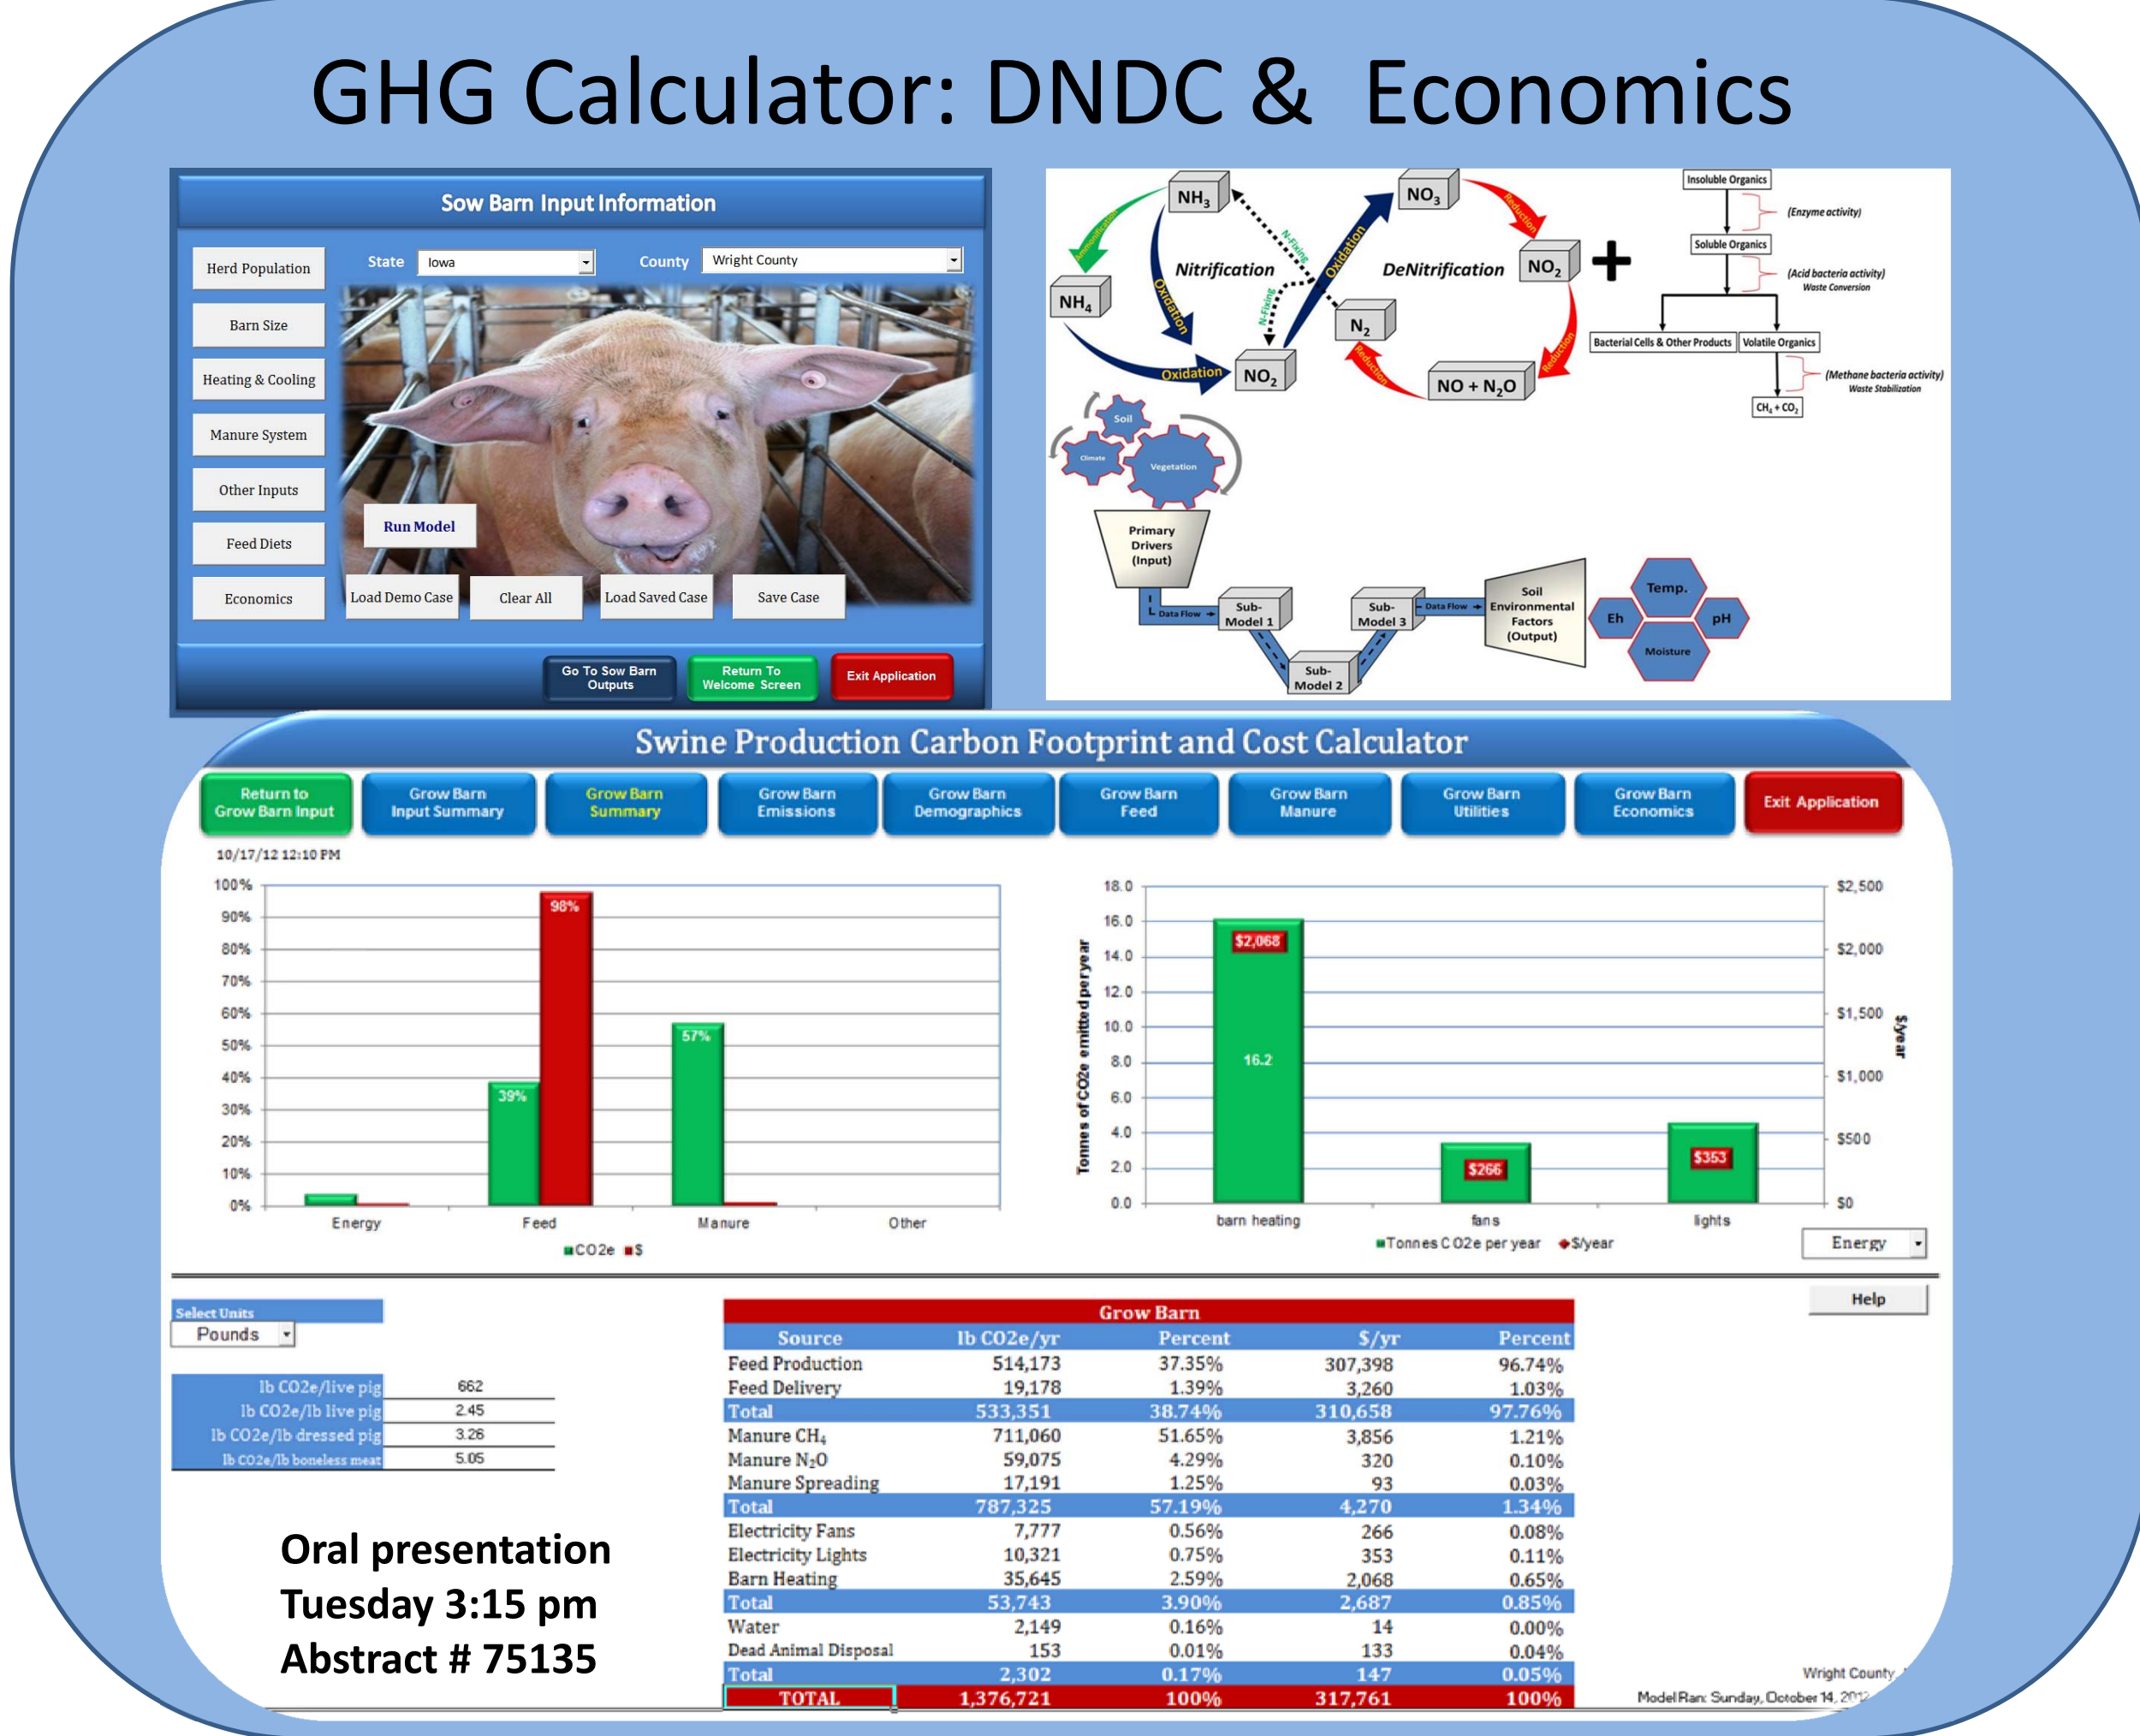 GHG Calculator: DNDC & Economics
Sow Barn Input Information
State Iowa County Wright County
Herd Population
Barn Size
Heating & Cooling
Manure System
Other Inputs
Feed Diets
Economics
Run Model
Load Demo Case Clear All Load Saved Case Save Case
Go To Sow Barn
Outputs
Return To
Welcome Screen
Exit Application
NH3
Ammonification
NH4
Nitrification
Oxidation
Oxidation
NO2
N-Fixing
N-Fixing
Oxidation
N2
NO3
Reduction
DeNitrification
NO2
Reduction
NO + N2O
Reduction
+
Insoluble Organics
(Enzyme activity)
Soluble Organics
(Acid bacteria activity)
Waste Conversion
Bacterial Cells & Other Products Volatile Organics
(Methane bacteria activity)
Waste Stabilization
CH4 + CO2
Soil
Climate
Vegetation
Primary
Drivers
(Input)
Data Flow
Sub-
Model 1
Sub-
Model 2
Sub-
Model 3
Data Flow
Soil
Environmental
Factors
(Output)
Temp.
Eh
pH
Moisture
Swine Production Carbon Footprint and Cost Calculator
Return to
Grow Barn Input
Grow Barn
Input Summary
Grow Barn
Summary
Grow Barn
Emissions
Grow Barn
Demographics
Grow Barn
Feed
Grow Barn
Manure
Grow Barn
Utilities
Grow Barn
Economics
Exit Application
10/17/12 12:10 PM
100%
90%
80%
70%
60%
50%
40%
30%
20%
10%
0%
98%
57%
39%
Energy Feed Manure Other
CO2e $
Tonnes of CO2e emitted per year
18.0
16.0
14.0
12.0
10.0
8.0
6.0
4.0
2.0
0.0
$2,068
16.2
$266
$353
$2,500
$2,000
$1,500
$1,000
$500
$0
$/year
barn heating fans lights
Tonnes CO2e per year $/year
Energy
Help
Select Units
Pounds
lb CO2e/live pig 662
lb CO2e/lb live pig 2.45
lb CO2e/lb dressed pig 3.26
lb CO2e/lb boneless meat 5.05
Grow Barn
Source lb CO2e/yr Percent $/yr Percent
Feed Production 514,173 37.35% 307,398 96.74%
Feed Delivery 19,178 1.39% 3,260 1.03%
Total 533,351 38.74% 310,658 97.76%
Manure CH4 711,060 51.65% 3,856 1.21%
Manure N2O 59,075 4.29% 320 0.10%
Manure Spreading 17,191 1.25% 93 0.03%
Total 787,325 57.19% 4,270 1.34%
Electricity Fans 7,777 0.56% 266 0.08%
Electricity Lights 10,321 0.75% 353 0.11%
Barn Heating 35,645 2.59% 2,068 0.65%
Total 53,743 3.90% 2,687 0.85%
Water 2,149 0.16% 14 0.00%
Dead Animal Disposal 153 0.01% 133 0.04%
Total 2,302 0.17% 147 0.05%
TOTAL 1,376,721 100% 317,761 100%
Oral presentation
Tuesday 3:15 pm
Abstract # 75135
Wright County
Model Ran: Sunday, October 14, 2012